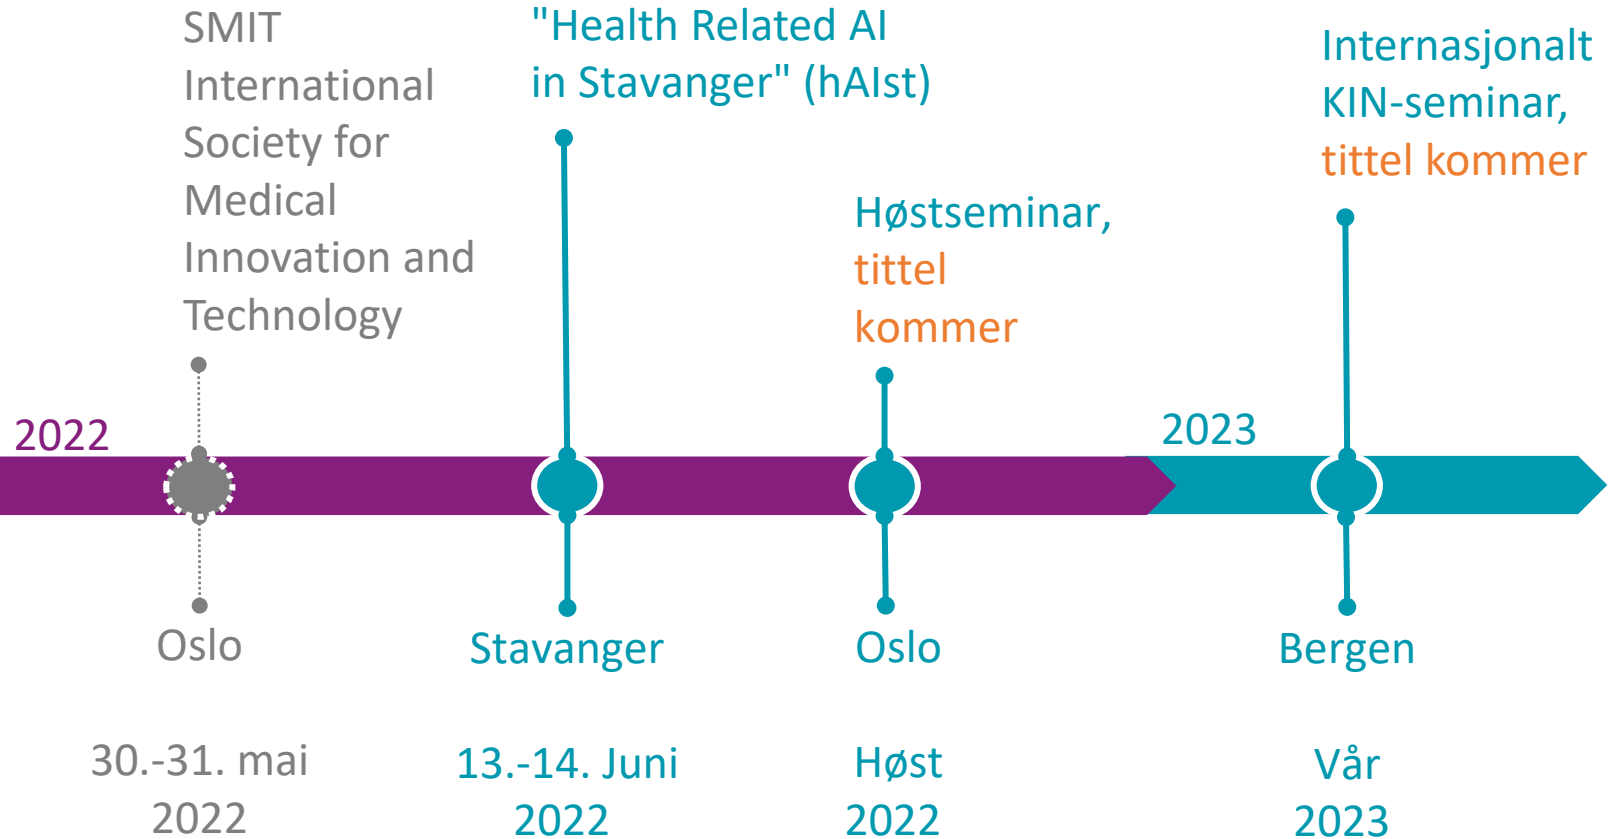 SMIT
International
Society for
Medical
Innovation and
Technology
"Health Related AI
in Stavanger" (hAIst)
Høstseminar,
tittel
kommer
Internasjonalt
KIN-seminar,
tittel kommer
2022
2023
Oslo
Stavanger
Oslo
Bergen
30.-31. mai
2022
13.-14. Juni
2022
Høst
2022
Vår
2023